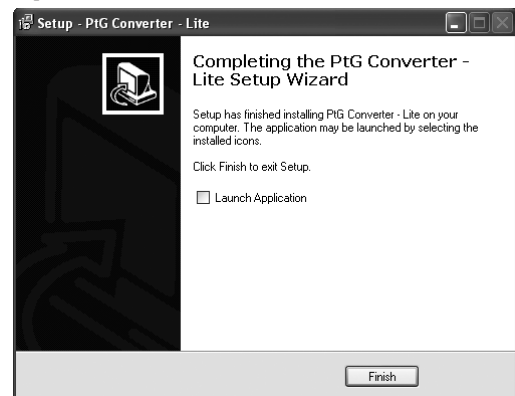 Setup - PtG Converter - Lite
Completing the PtG Converter -
Lite Setup Wizard
Setup has finished installing PtG Converter - Lite on your
computer. The application may be launched by selecting the
installed icons.
Click Finish to exit Setup.
Launch Application
Finish